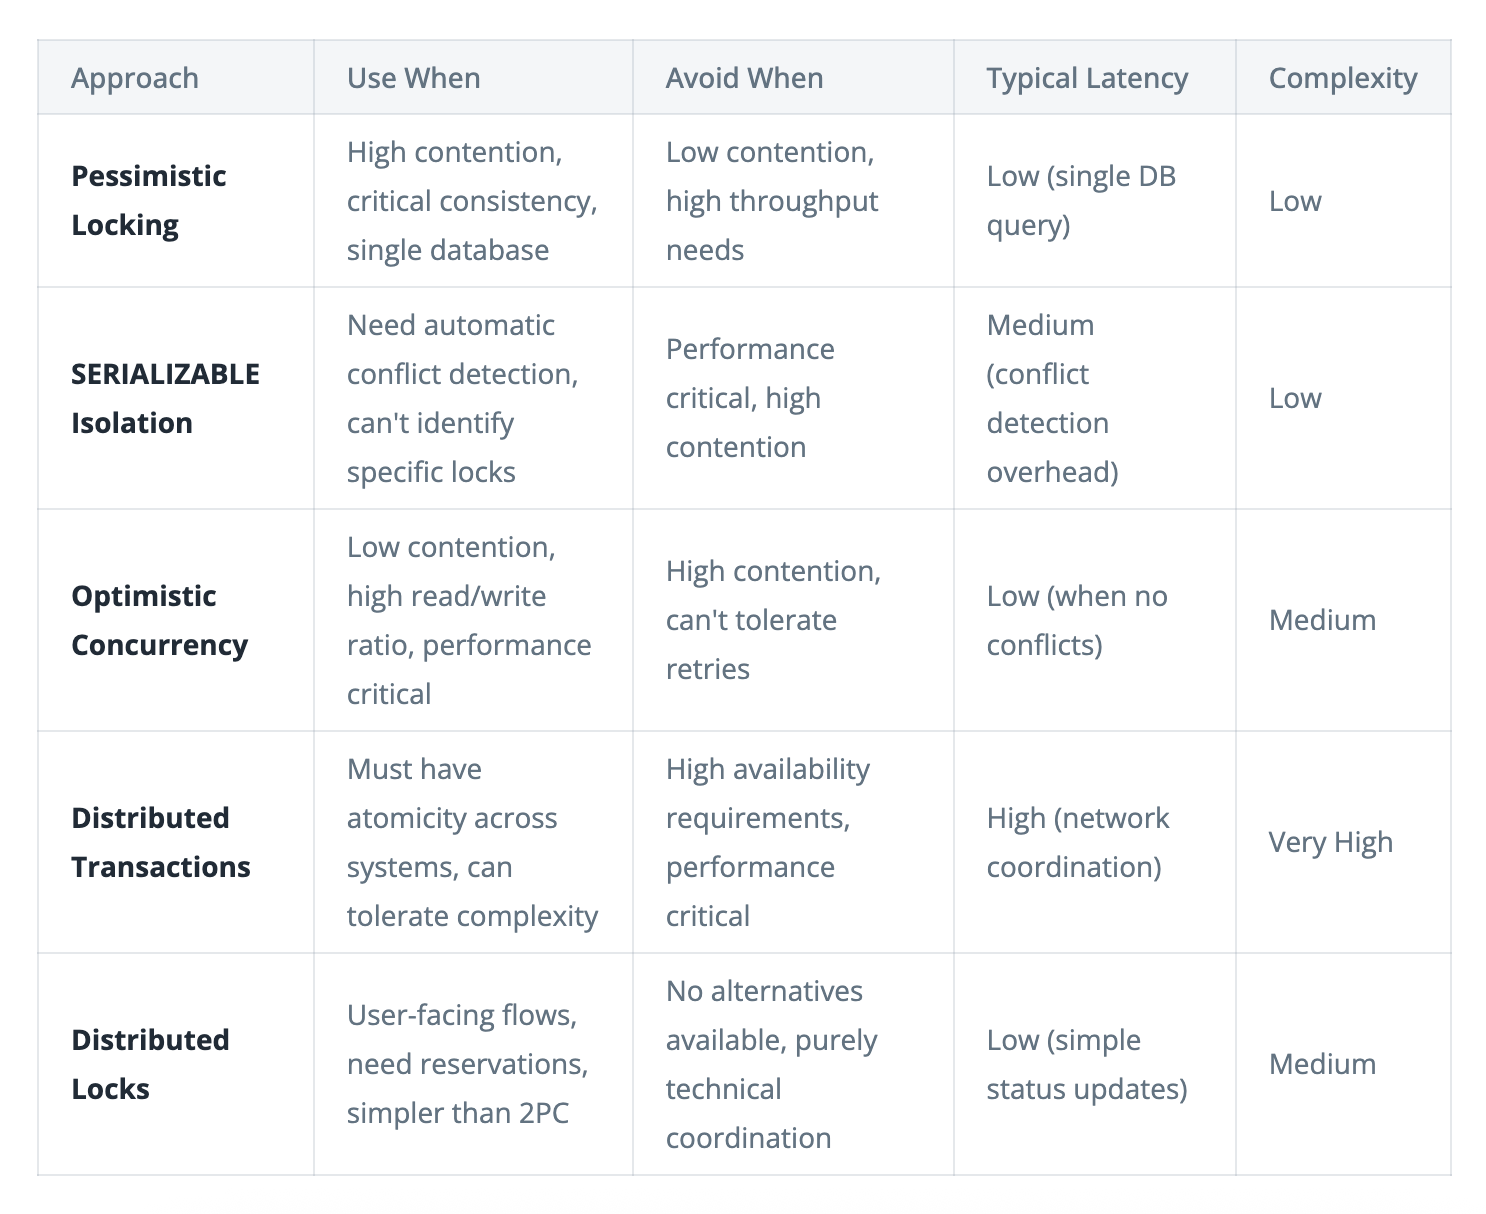 Approach
Use When
Avoid When
Typical Latency
Complexity
Pessimistic
Locking
High contention,
critical consistency,
single database
Low contention,
high throughput
needs
Low (single DB
query)
Low
SERIALIZABLE
Isolation
Need automatic
conflict detection,
can't identify
specific locks
Performance
critical, high
contention
Medium
(conflict
detection
overhead)
Low
Optimistic
Concurrency
Low contention,
high read/write
ratio, performance
critical
High contention,
can't tolerate
retries
Low (when no
conflicts)
Medium
Distributed
Transactions
Must have
atomicity across
systems, can
tolerate complexity
High availability
requirements,
performance
critical
High (network
coordination)
Very High
Distributed
Locks
User-facing flows,
need reservations,
simpler than 2PC
No alternatives
available, purely
technical
coordination
Low (simple
status updates)
Medium